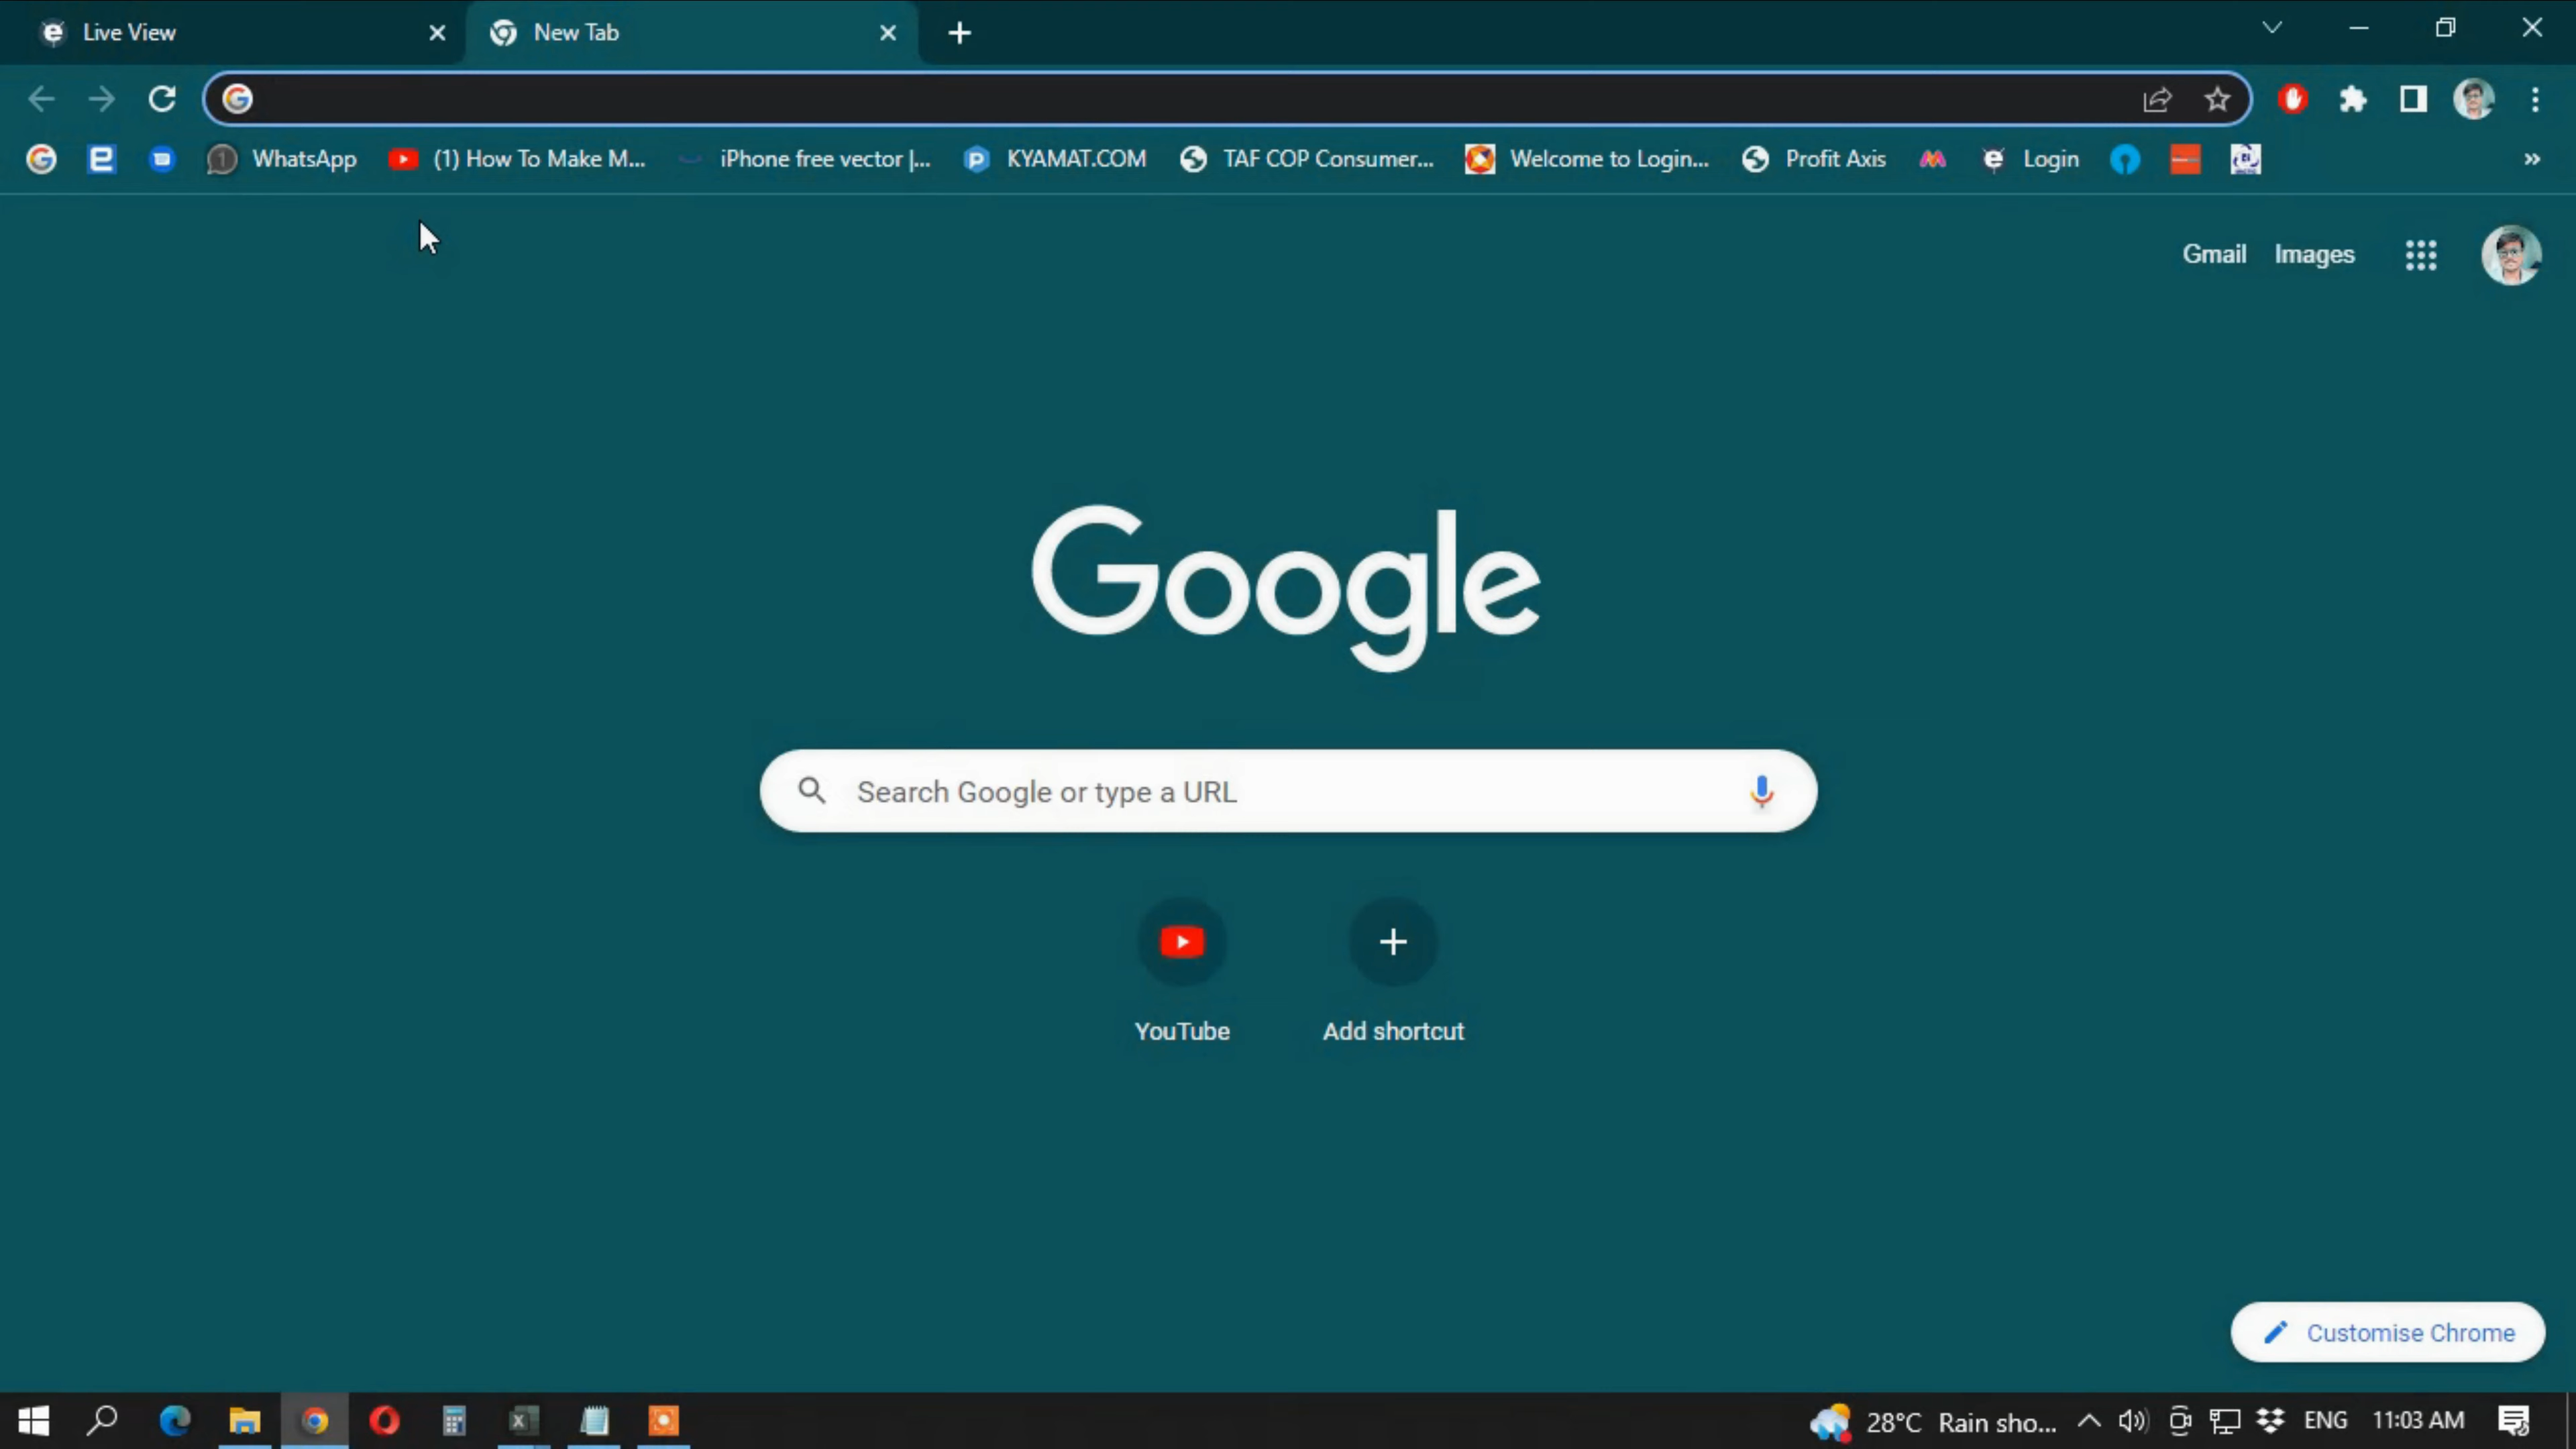 Live View
New Tab
WhatsApp
(1) How To Make M...
iPhone free vector |...
KYAMAT.COM
TAF COP Consumer...
Welcome to Login...
Profit Axis
Login
Gmail
Images
Google
Search Google or type a URL
YouTube
Add shortcut
Customise Chrome
28°C Rain sho...
ENG
11:03 AM